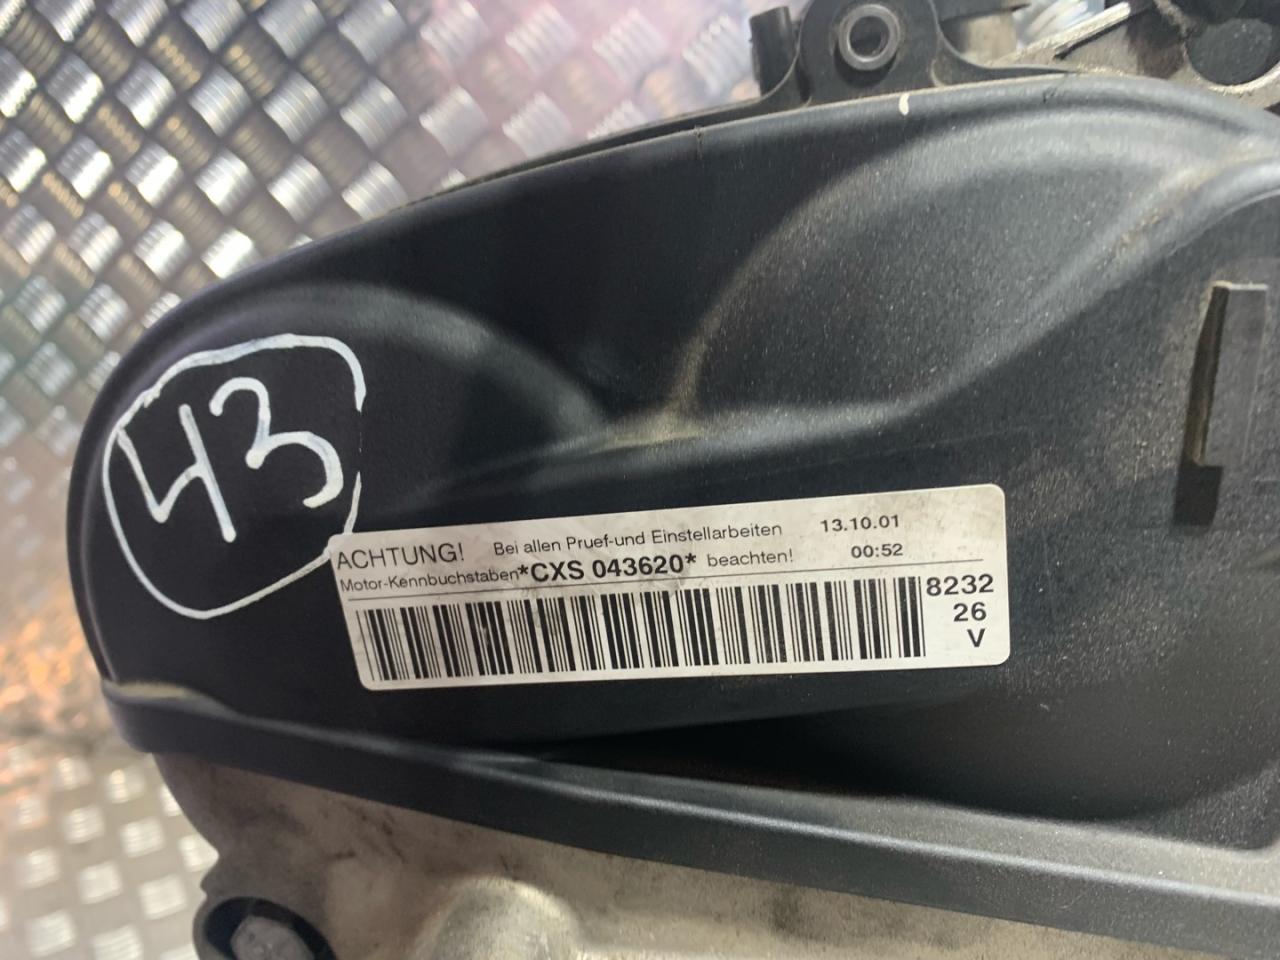 43
ACHTUNG! Bei allen Pruef-und Einstellarbeiten 13.10.01
Motor-Kennbuchstaben*CXS 043620* beachten! 00:52
8232
26
V